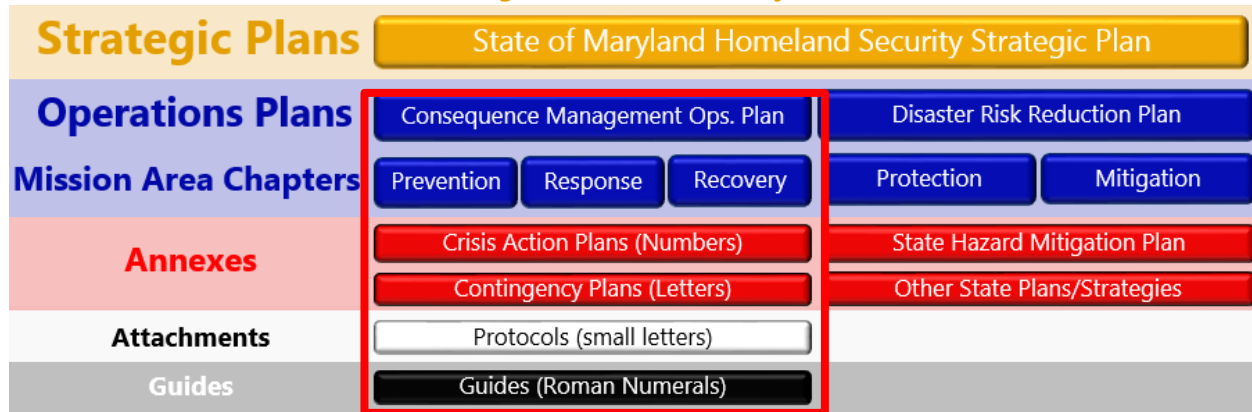 Strategic Plans State of Maryland Homeland Security Strategic Plan
Operations Plans Consequence Management Ops. Plan Disaster Risk Reduction Plan
Mission Area Chapters Prevention Response Recovery Protection Mitigation
Annexes
Crisis Action Plans (Numbers) State Hazard Mitigation Plan
Contingency Plans (Letters) Other State Plans/Strategies
Attachments Protocols (small letters)
Guides Guides (Roman Numerals)